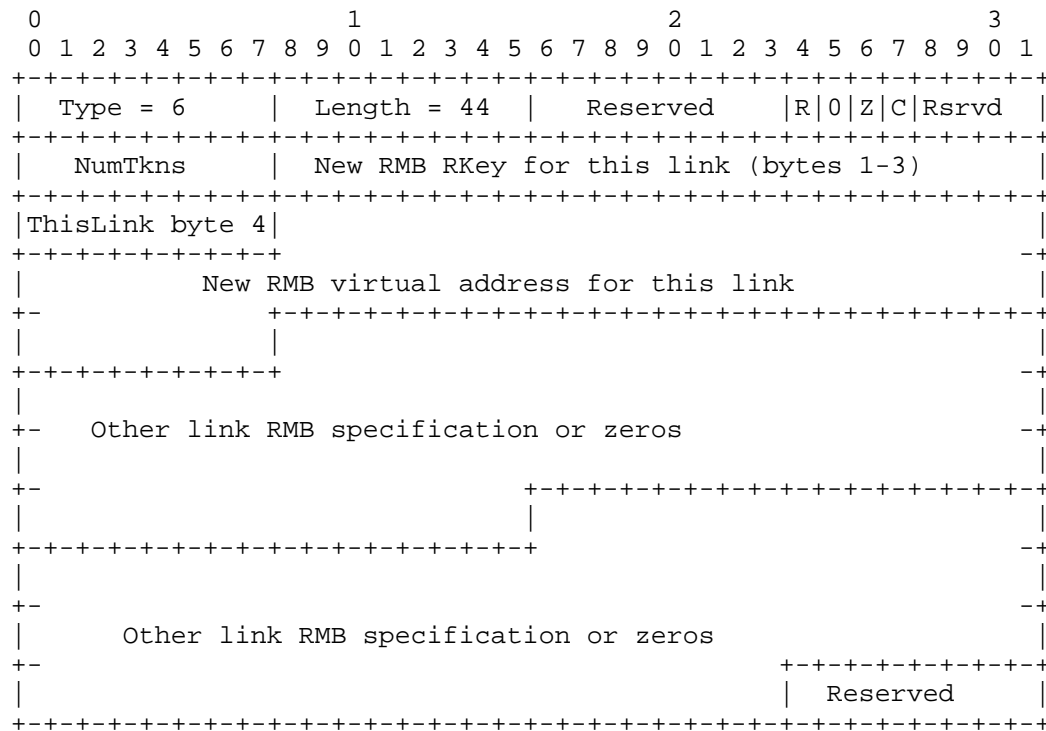 0                   1                   2                   3
0 1 2 3 4 5 6 7 8 9 0 1 2 3 4 5 6 7 8 9 0 1 2 3 4 5 6 7 8 9 0 1
+-+-+-+-+-+-+-+-+-+-+-+-+-+-+-+-+-+-+-+-+-+-+-+-+-+-+-+-+-+-+-+-+
|  Type = 6     |  Length = 44  |   Reserved    |R|0|Z|C|Rsrvd  |
+-+-+-+-+-+-+-+-+-+-+-+-+-+-+-+-+-+-+-+-+-+-+-+-+-+-+-+-+-+-+-+-+
|   NumTkns     |  New RMB RKey for this link (bytes 1-3)       |
+-+-+-+-+-+-+-+-+-+-+-+-+-+-+-+-+-+-+-+-+-+-+-+-+-+-+-+-+-+-+-+-+
|ThisLink byte 4|                                               |
+-+-+-+-+-+-+-+-+                                              -+
|           New RMB virtual address for this link               |
+-              +-+-+-+-+-+-+-+-+-+-+-+-+-+-+-+-+-+-+-+-+-+-+-+-+
|               |                                               |
+-+-+-+-+-+-+-+-+                                              -+
|                                                               |
+-   Other link RMB specification or zeros                     -+
|                                                               |
+-                              +-+-+-+-+-+-+-+-+-+-+-+-+-+-+-+-+
|                               |                               |
+-+-+-+-+-+-+-+-+-+-+-+-+-+-+-+-+                              -+
|                                                               |
+-                                                             -+
|      Other link RMB specification or zeros                    |
+-                                              +-+-+-+-+-+-+-+-+
|                                               |  Reserved     |
+-+-+-+-+-+-+-+-+-+-+-+-+-+-+-+-+-+-+-+-+-+-+-+-+-+-+-+-+-+-+-+-+